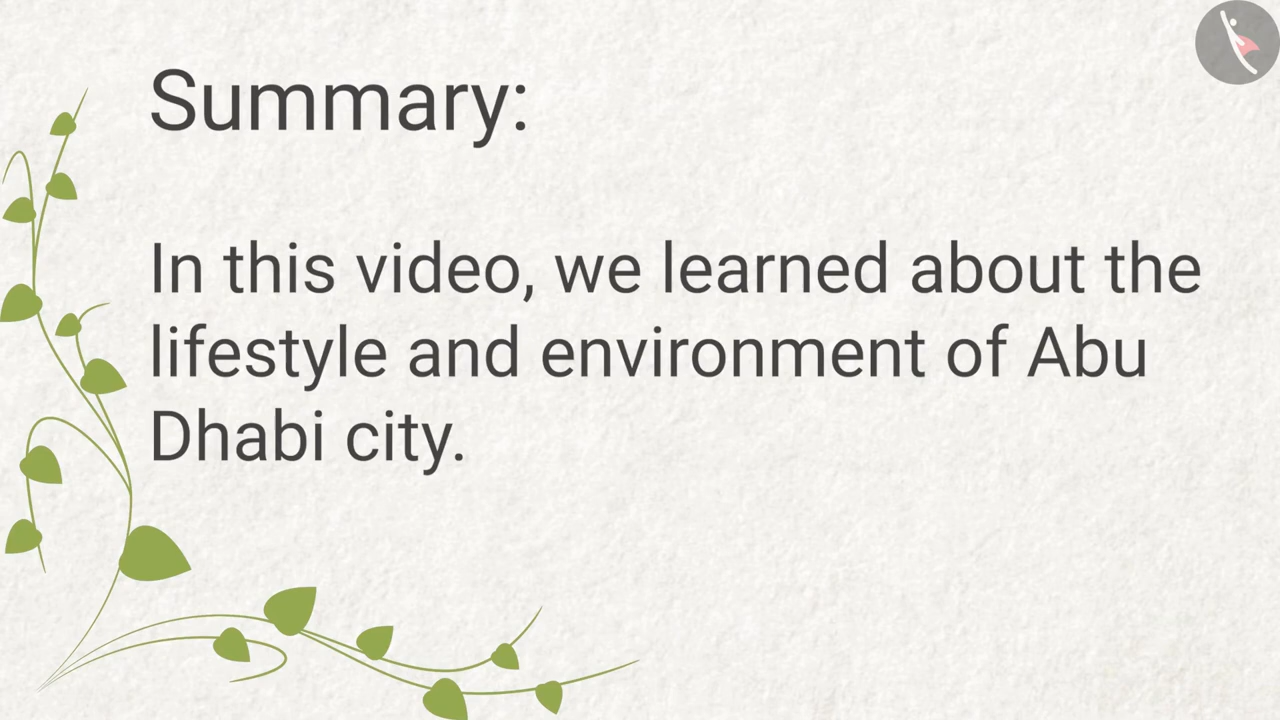 Summary:
In this video, we learned about the
lifestyle and environment of Abu
Dhabi city.